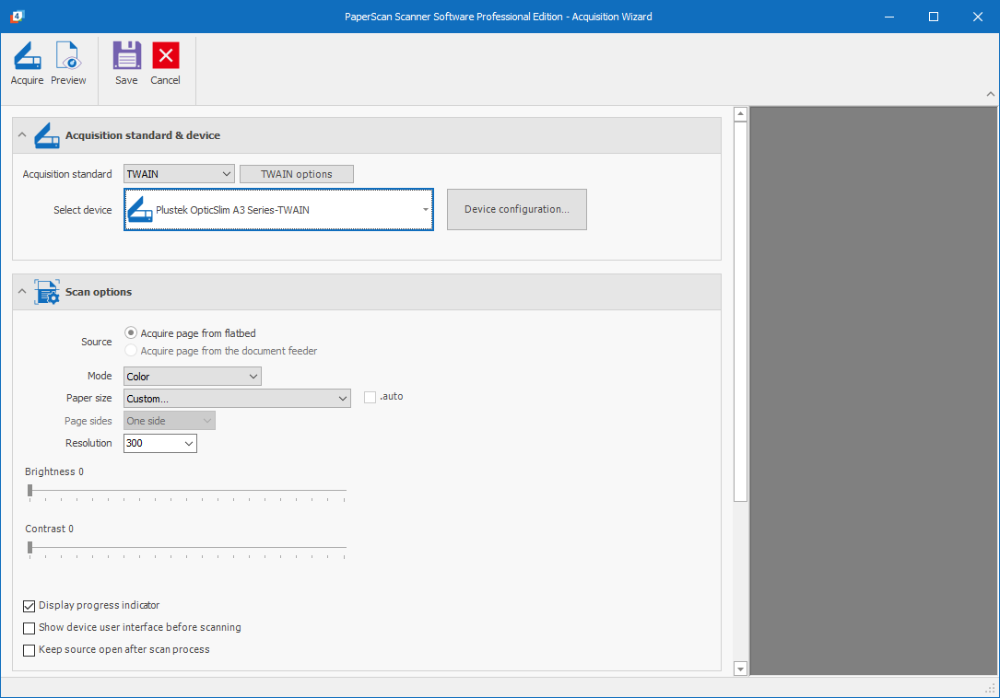 4
PaperScan Scanner Software Professional Edition - Acquisition Wizard
Acquire Preview Save Cancel
Acquisition standard & device
Acquisition standard TWAIN TWAIN options
Select device Plustek OpticSlim A3 Series-TWAIN Device configuration...
Scan options
Source
Acquire page from flatbed
Acquire page from the document feeder
Mode Color
Paper size Custom... .auto
Page sides One side
Resolution 300
Brightness 0
Contrast 0
Display progress indicator
Show device user interface before scanning
Keep source open after scan process